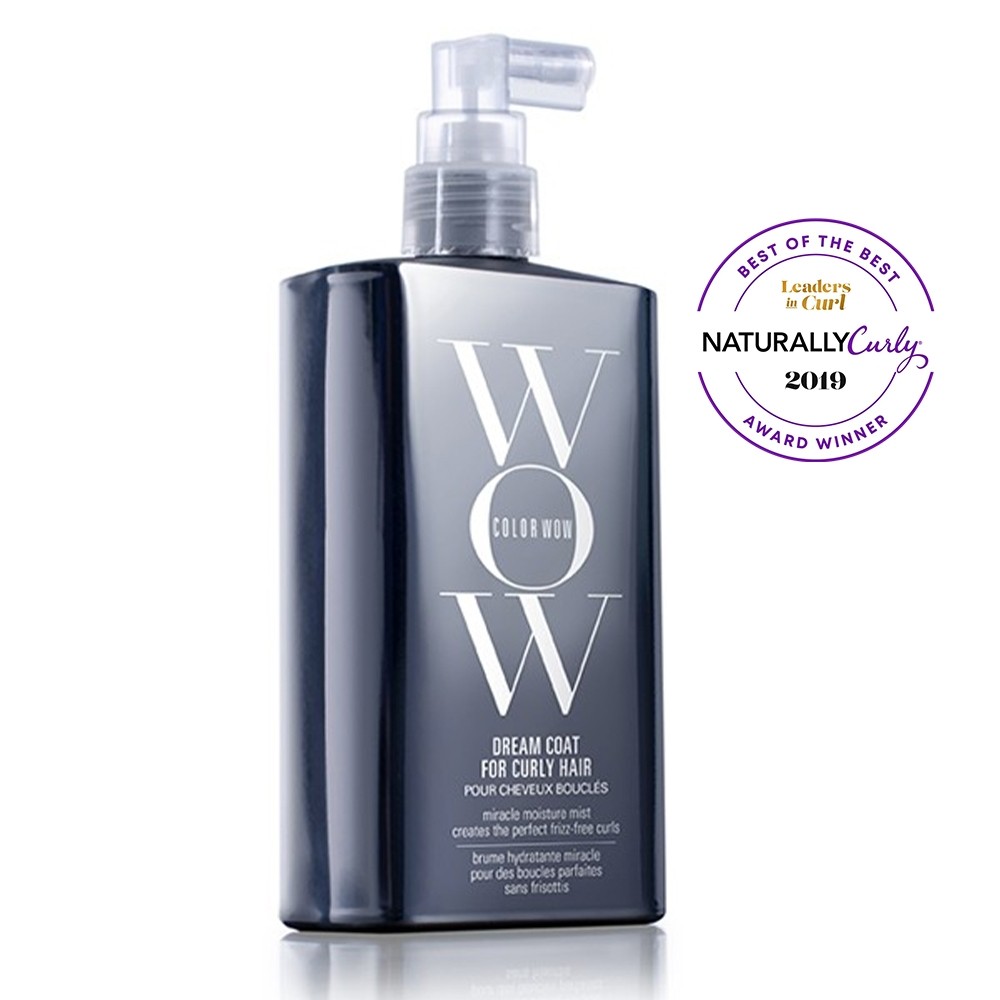 W
O
COLOR WOW
W
DREAM COAT
FOR CURLY HAIR
POUR CHEVEUX BOUCLÉS
miracle moisture mist
creates the perfect frizz-free curls
brume hydratante miracle
pour des boucles parfaites
sans frisottis
BEST OF THE BEST
Leaders
in Curl
NATURALLYCurly®
2019
AWARD WINNER